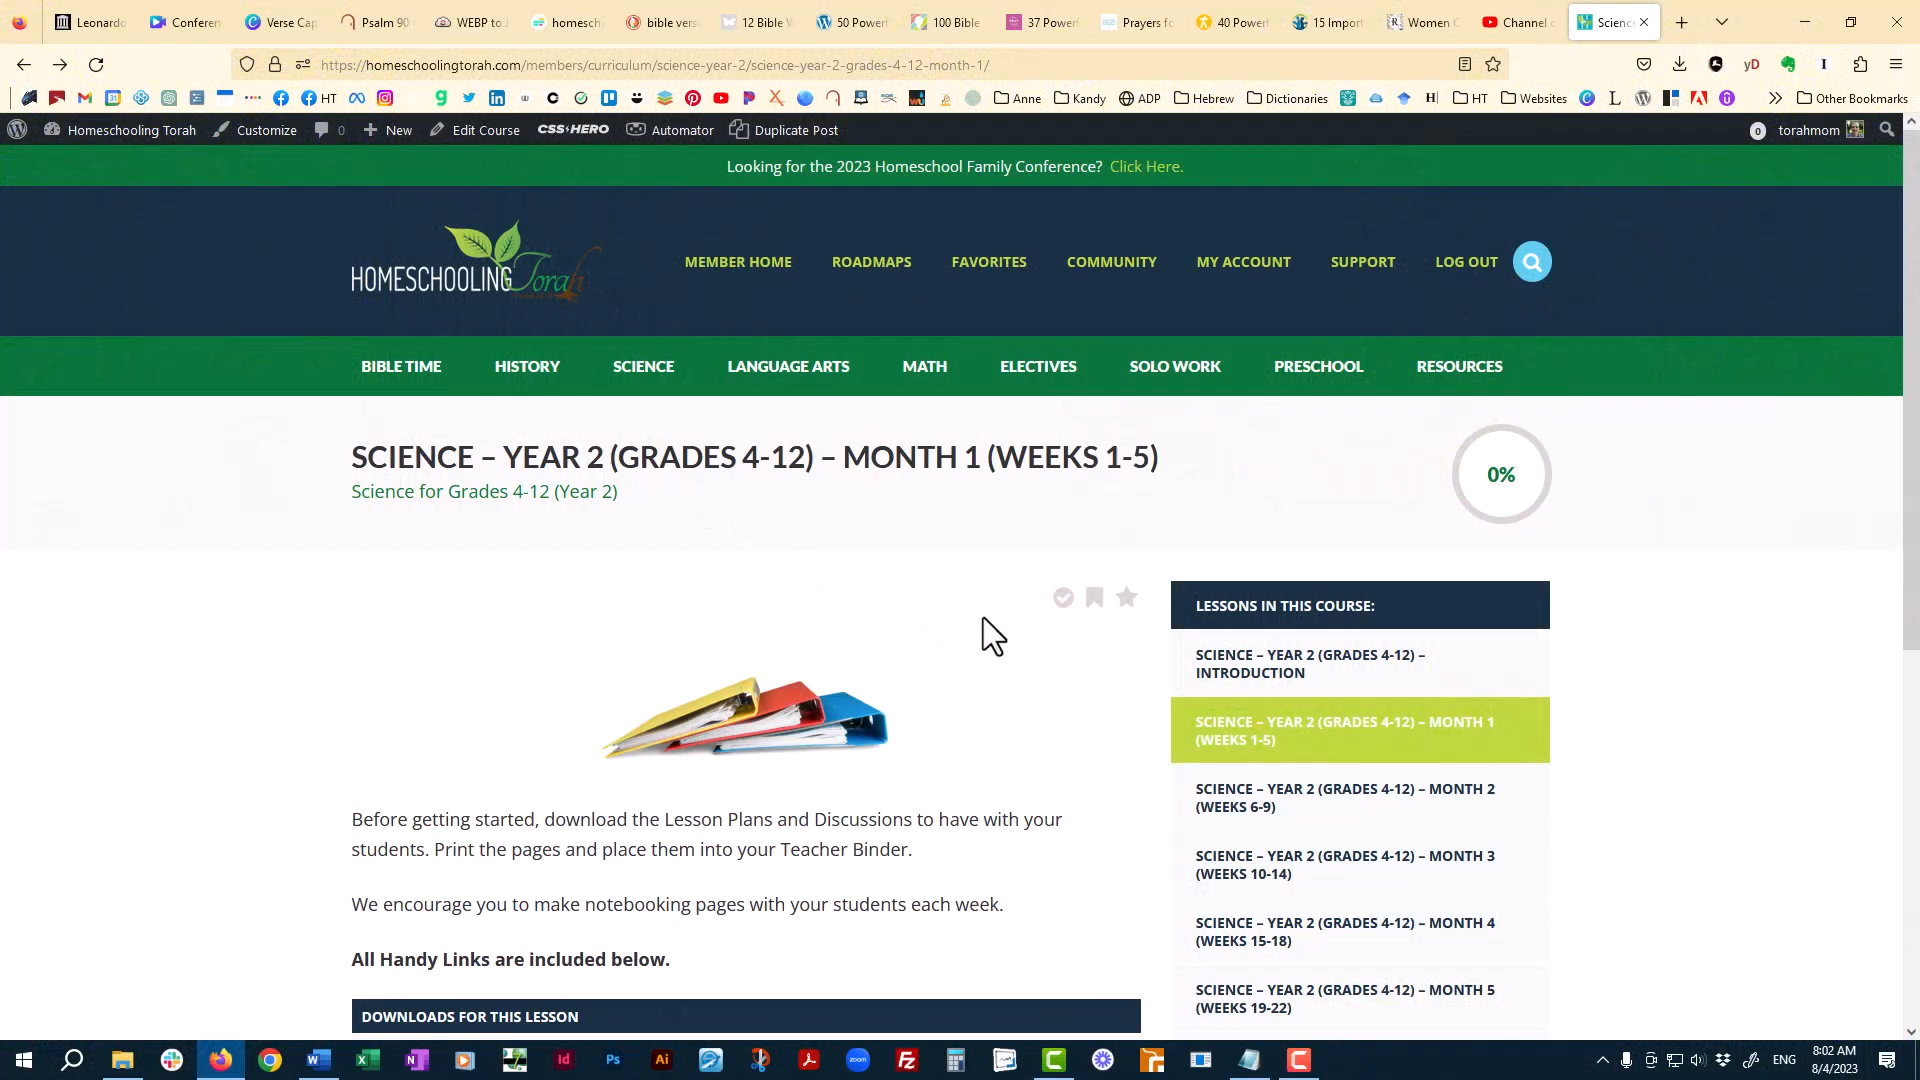 Leonardo
Conferen
Verse Cap
Psalm 90
WEBP to
homesch
bible vers
12 Bible V
50 Powerf
100 Bible
37 Powerf
Prayers fo
40 Powerf
15 Import
Women C
Channel c
Science
https://homeschoolingtorah.com/members/curriculum/science-year-2/science-year-2-grades-4-12-month-1/
HT
Anne
Kandy
ADP
Hebrew
Dictionaries
HT
Websites
Other Bookmarks
Homeschooling Torah
Customize
0
New
Edit Course
CSS HERO
Automator
Duplicate Post
0
torahmom
Looking for the 2023 Homeschool Family Conference? Click Here.
HOMESCHOOLING Torah
MEMBER HOME
ROADMAPS
FAVORITES
COMMUNITY
MY ACCOUNT
SUPPORT
LOG OUT
BIBLE TIME
HISTORY
SCIENCE
LANGUAGE ARTS
MATH
ELECTIVES
SOLO WORK
PRESCHOOL
RESOURCES
SCIENCE – YEAR 2 (GRADES 4-12) – MONTH 1 (WEEKS 1-5)
Science for Grades 4-12 (Year 2)
0%
Before getting started, download the Lesson Plans and Discussions to have with your
students. Print the pages and place them into your Teacher Binder.
We encourage you to make notebooking pages with your students each week.
All Handy Links are included below.
DOWNLOADS FOR THIS LESSON
LESSONS IN THIS COURSE:
SCIENCE – YEAR 2 (GRADES 4-12) –
INTRODUCTION
SCIENCE – YEAR 2 (GRADES 4-12) – MONTH 1
(WEEKS 1-5)
SCIENCE – YEAR 2 (GRADES 4-12) – MONTH 2
(WEEKS 6-9)
SCIENCE – YEAR 2 (GRADES 4-12) – MONTH 3
(WEEKS 10-14)
SCIENCE – YEAR 2 (GRADES 4-12) – MONTH 4
(WEEKS 15-18)
SCIENCE – YEAR 2 (GRADES 4-12) – MONTH 5
(WEEKS 19-22)
ENG
8:02 AM
8/4/2023